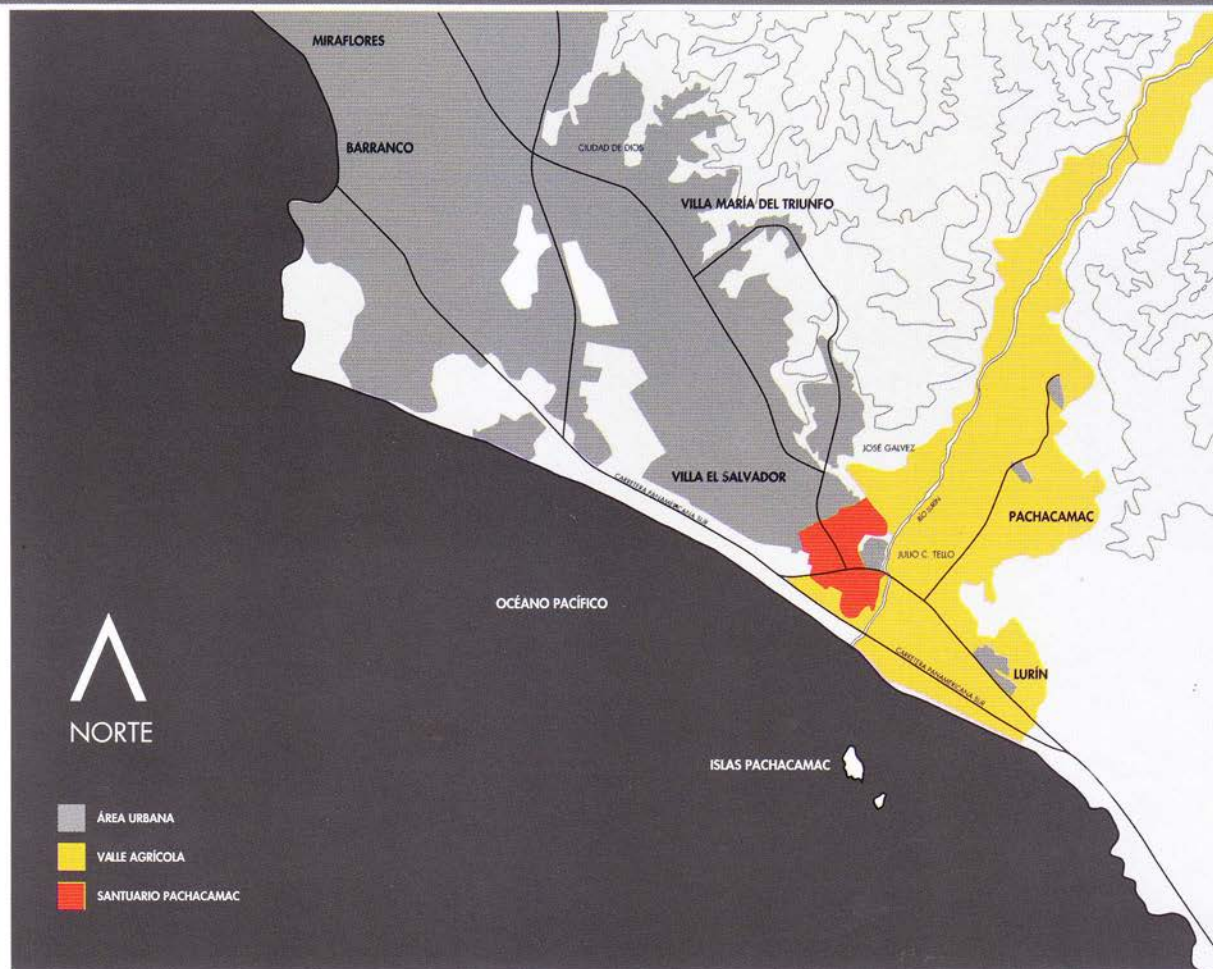 MIRAFLORES
BARRANCO
CIUDAD DE DIOS
VILLA MARÍA DEL TRIUNFO
JOSÉ GALVEZ
VILLA EL SALVADOR
CARRETERA PANAMERICANA SUR
RÍO LURÍN
PACHACAMAC
JULIO C. TELLO
OCÉANO PACÍFICO
CARRETERA PANAMERICANA SUR
LURÍN
NORTE
ISLAS PACHACAMAC
ÁREA URBANA
VALLE AGRÍCOLA
SANTUARIO PACHACAMAC